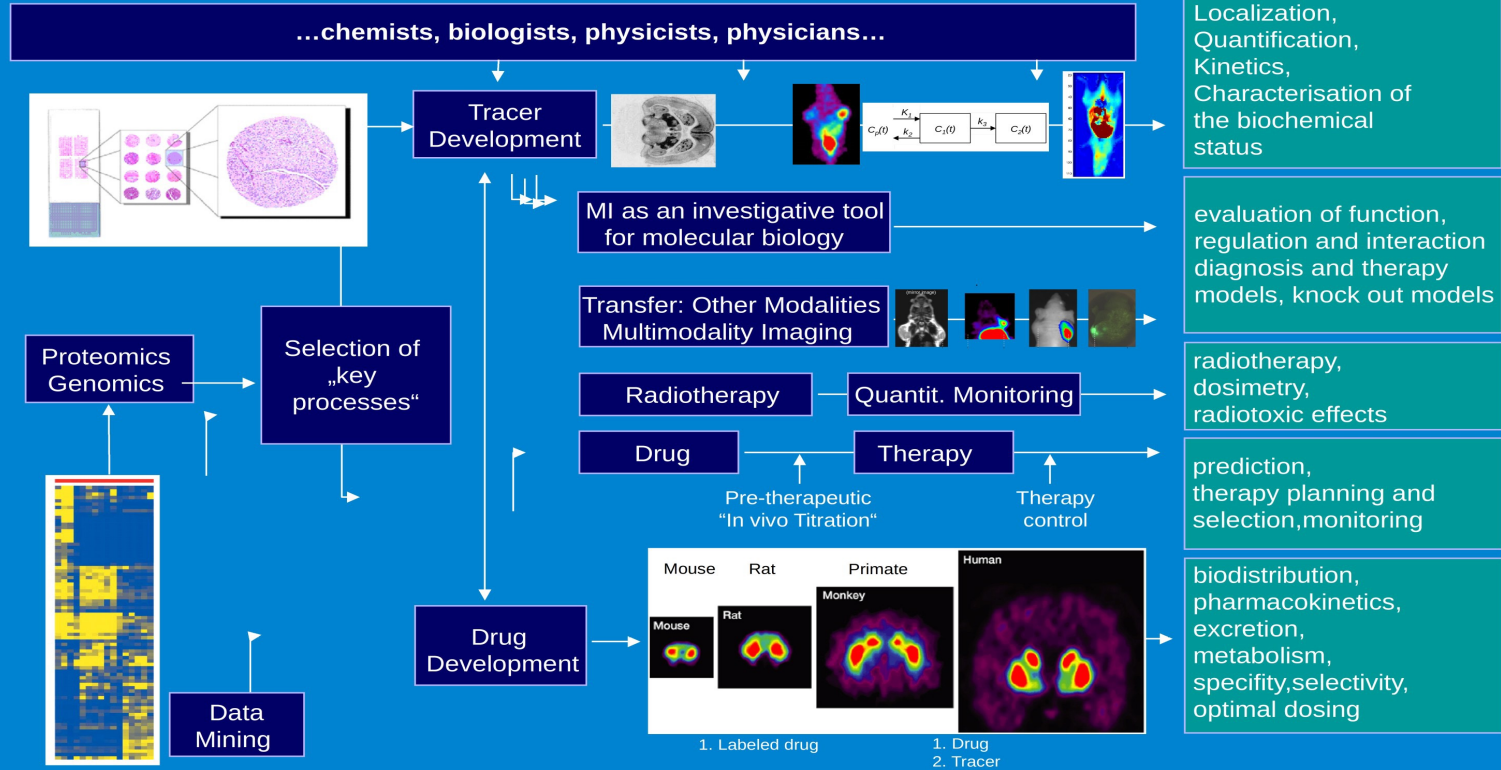 …chemists, biologists, physicists, physicians…
Localization,
Quantification,
Kinetics,
Characterisation of
the biochemical
status
Tracer
Development
Cp(t)
K1
k2
C1(t)
k3
C2(t)
MI as an investigative tool
for molecular biology
evaluation of function,
regulation and interaction
diagnosis and therapy
models, knock out models
Transfer: Other Modalities
Multimodality Imaging
Proteomics
Genomics
Selection of
„key
processes“
Radiotherapy
Quantit. Monitoring
radiotherapy,
dosimetry,
radiotoxic effects
Drug
Therapy
Pre-therapeutic
“In vivo Titration“
Therapy
control
prediction,
therapy planning and
selection,monitoring
Drug
Development
Mouse
Rat
Primate
Mouse
Rat
Monkey
Human
1. Labeled drug
1. Drug
2. Tracer
biodistribution,
pharmacokinetics,
excretion,
metabolism,
specifity,selectivity,
optimal dosing
Data
Mining